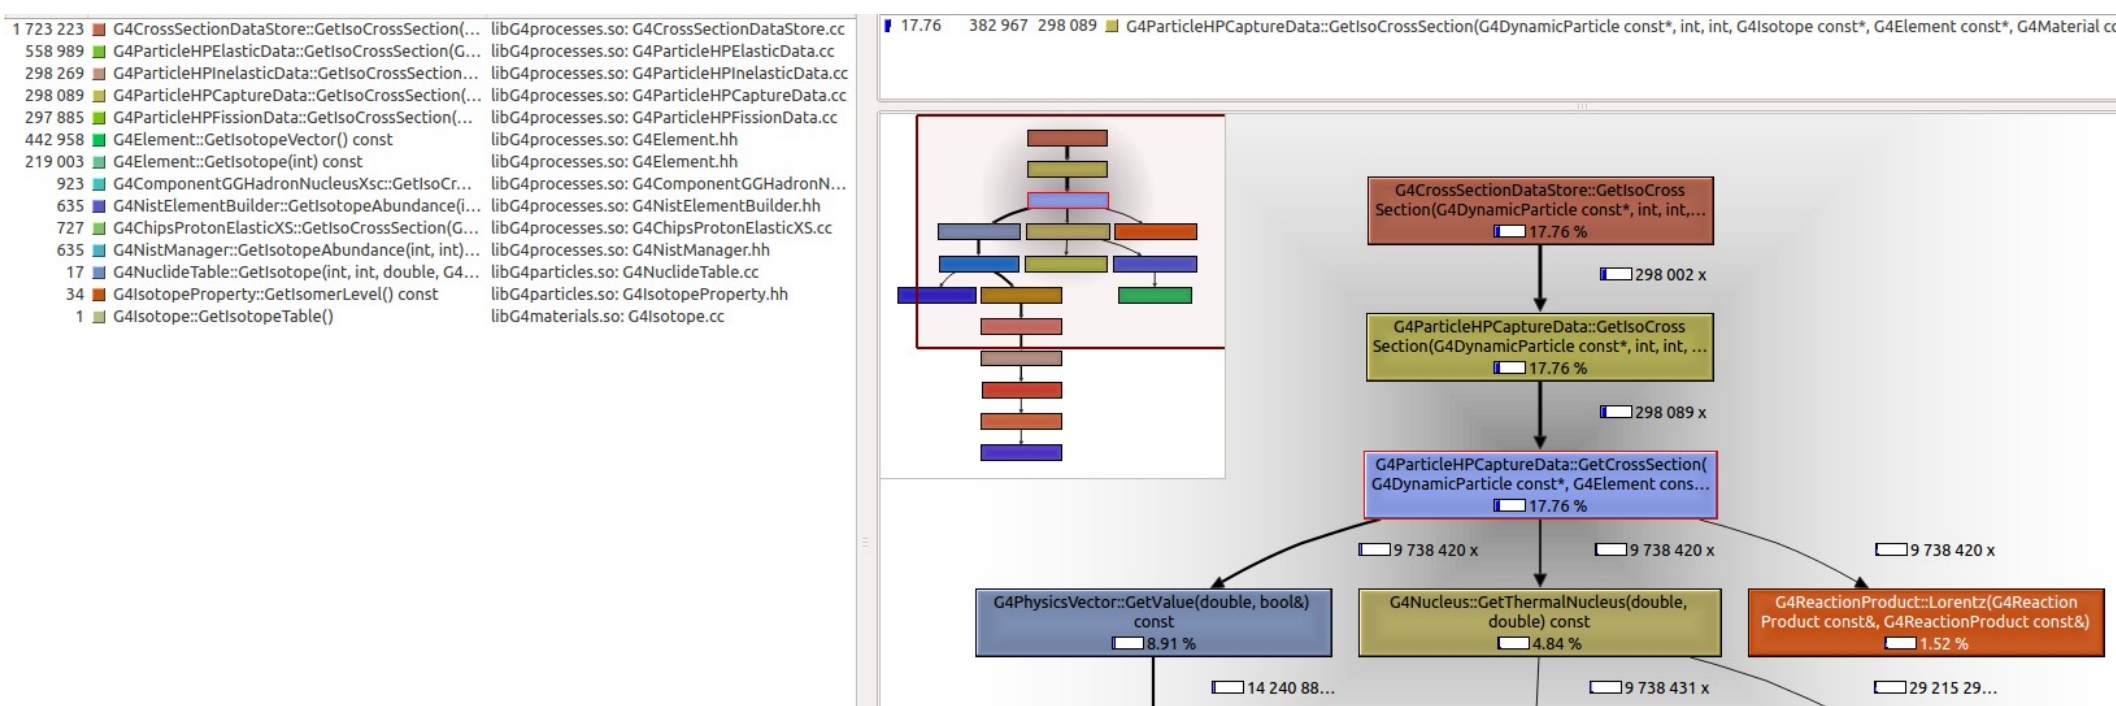 1 723 223 G4CrossSectionDataStore::GetIsoCrossSection(... libG4processes.so: G4CrossSectionDataStore.cc
558 989 G4ParticleHPElasticData::GetIsoCrossSection(G... libG4processes.so: G4ParticleHPElasticData.cc
298 269 G4ParticleHPInelasticData::GetIsoCrossSection... libG4processes.so: G4ParticleHPInelasticData.cc
298 089 G4ParticleHPCaptureData::GetIsoCrossSection(... libG4processes.so: G4ParticleHPCaptureData.cc
297 885 G4ParticleHPFissionData::GetIsoCrossSection(... libG4processes.so: G4ParticleHPFissionData.cc
442 958 G4Element::GetIsotopeVector() const libG4processes.so: G4Element.hh
219 003 G4Element::GetIsotope(int) const libG4processes.so: G4Element.hh
923 G4ComponentGGHadronNucleusXsc::GetIsoCr... libG4processes.so: G4ComponentGGHadronN...
635 G4NistElementBuilder::GetIsotopeAbundance(i... libG4processes.so: G4NistElementBuilder.hh
727 G4ChipsProtonElasticXS::GetIsoCrossSection(G... libG4processes.so: G4ChipsProtonElasticXS.cc
635 G4NistManager::GetIsotopeAbundance(int, int)... libG4processes.so: G4NistManager.hh
17 G4NuclideTable::GetIsotope(int, int, double, G4... libG4particles.so: G4NuclideTable.cc
34 G4IsotopeProperty::GetIsomerLevel() const libG4particles.so: G4IsotopeProperty.hh
1 G4Isotope::GetIsotopeTable() libG4materials.so: G4Isotope.cc
17.76 382 967 298 089 G4ParticleHPCaptureData::GetIsoCrossSection(G4DynamicParticle const*, int, int, G4Isotope const*, G4Element const*, G4Material co
G4CrossSectionDataStore::GetIsoCross
Section(G4DynamicParticle const*, int, int,...
17.76 %
298 002 x
G4ParticleHPCaptureData::GetIsoCross
Section(G4DynamicParticle const*, int, int, ...
17.76 %
298 089 x
G4ParticleHPCaptureData::GetCrossSection(
G4DynamicParticle const*, G4Element cons...
17.76 %
9 738 420 x 9 738 420 x 9 738 420 x
G4PhysicsVector::GetValue(double, bool&)
const
8.91 %
G4Nucleus::GetThermalNucleus(double,
double) const
4.84 %
G4ReactionProduct::Lorentz(G4Reaction
Product const&, G4ReactionProduct const&)
1.52 %
14 240 88... 9 738 431 x 29 215 29...